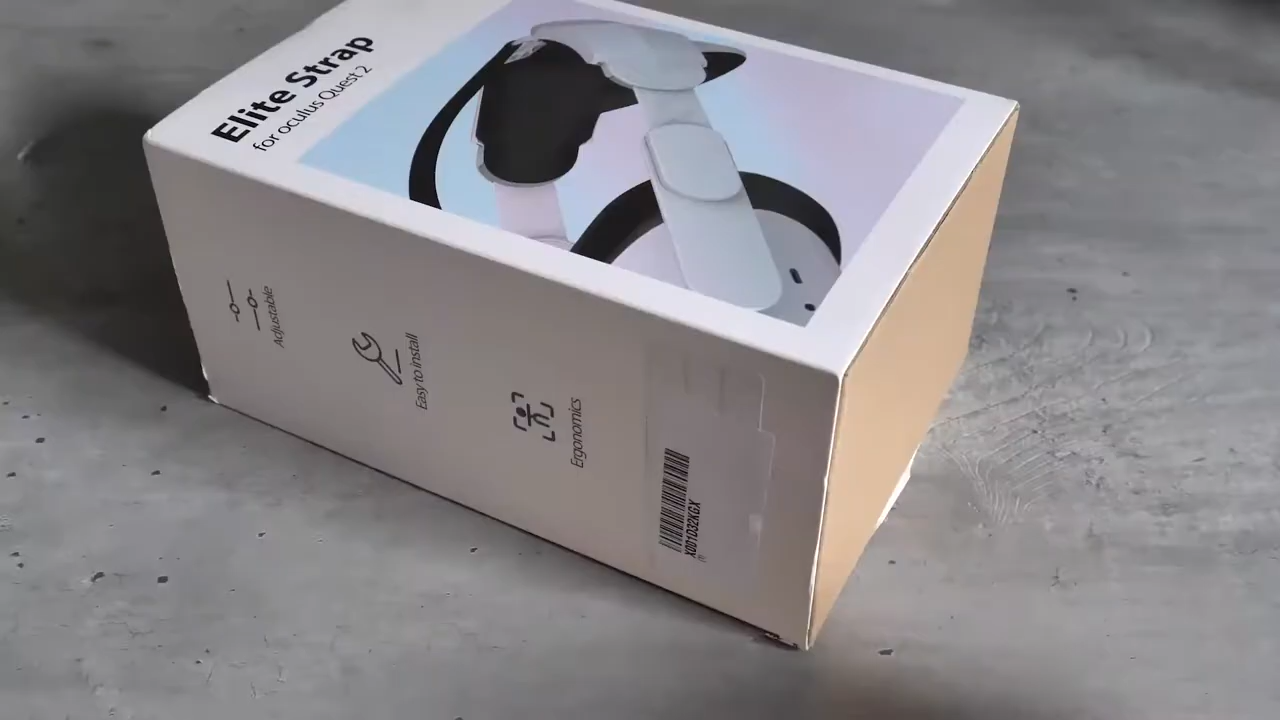 Elite Strap
for oculus Quest 2
Adjustable
Easy to install
Ergonomics
X001032KGX